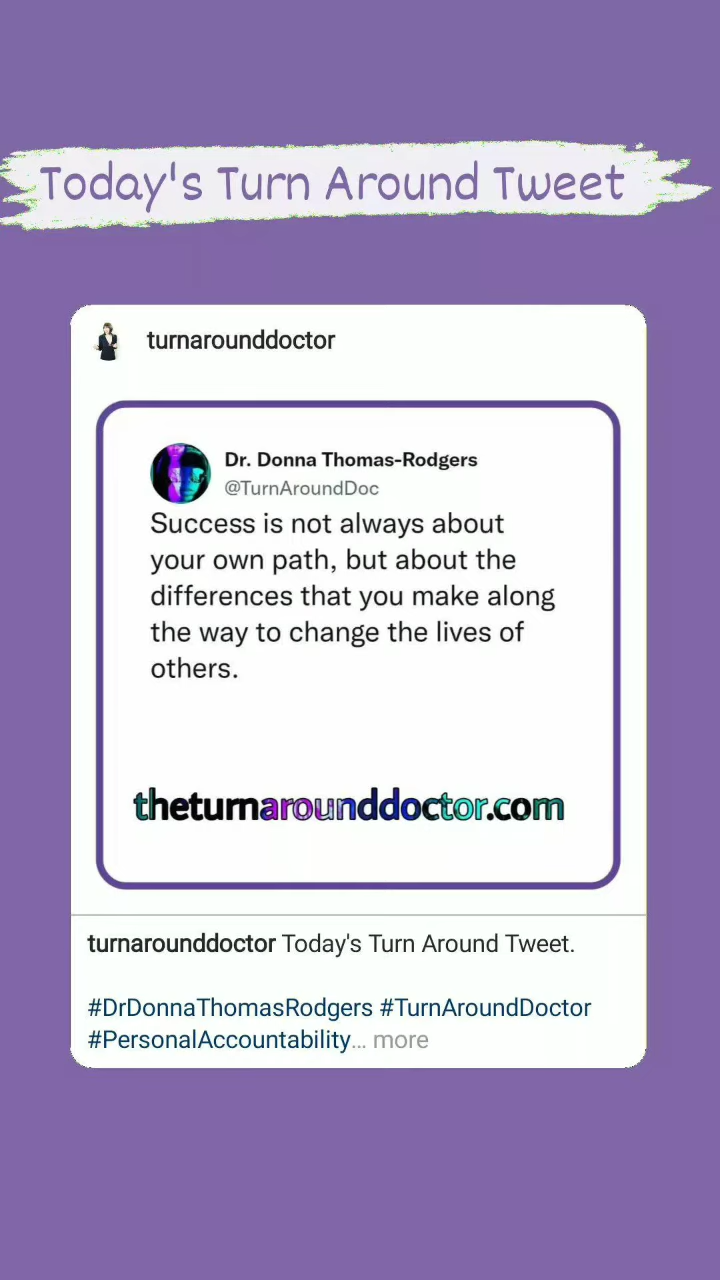 Today's Turn Around Tweet
turnarounddoctor
Dr. Donna Thomas-Rodgers
@TurnAroundDoc
Success is not always about
your own path, but about the
differences that you make along
the way to change the lives of
others.
theturnarounddoctor.com
turnarounddoctor Today's Turn Around Tweet.
#DrDonnaThomasRodgers #TurnAroundDoctor
#PersonalAccountability... more